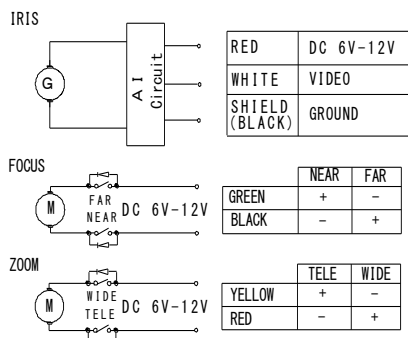 IRIS
G
AI
Circuit
RED DC 6V-12V
WHITE VIDEO
SHIELD
(BLACK) GROUND
FOCUS
M
FAR
NEAR
DC 6V-12V
NEAR FAR
GREEN + -
BLACK - +
ZOOM
M
WIDE
TELE
DC 6V-12V
TELE WIDE
YELLOW + -
RED - +